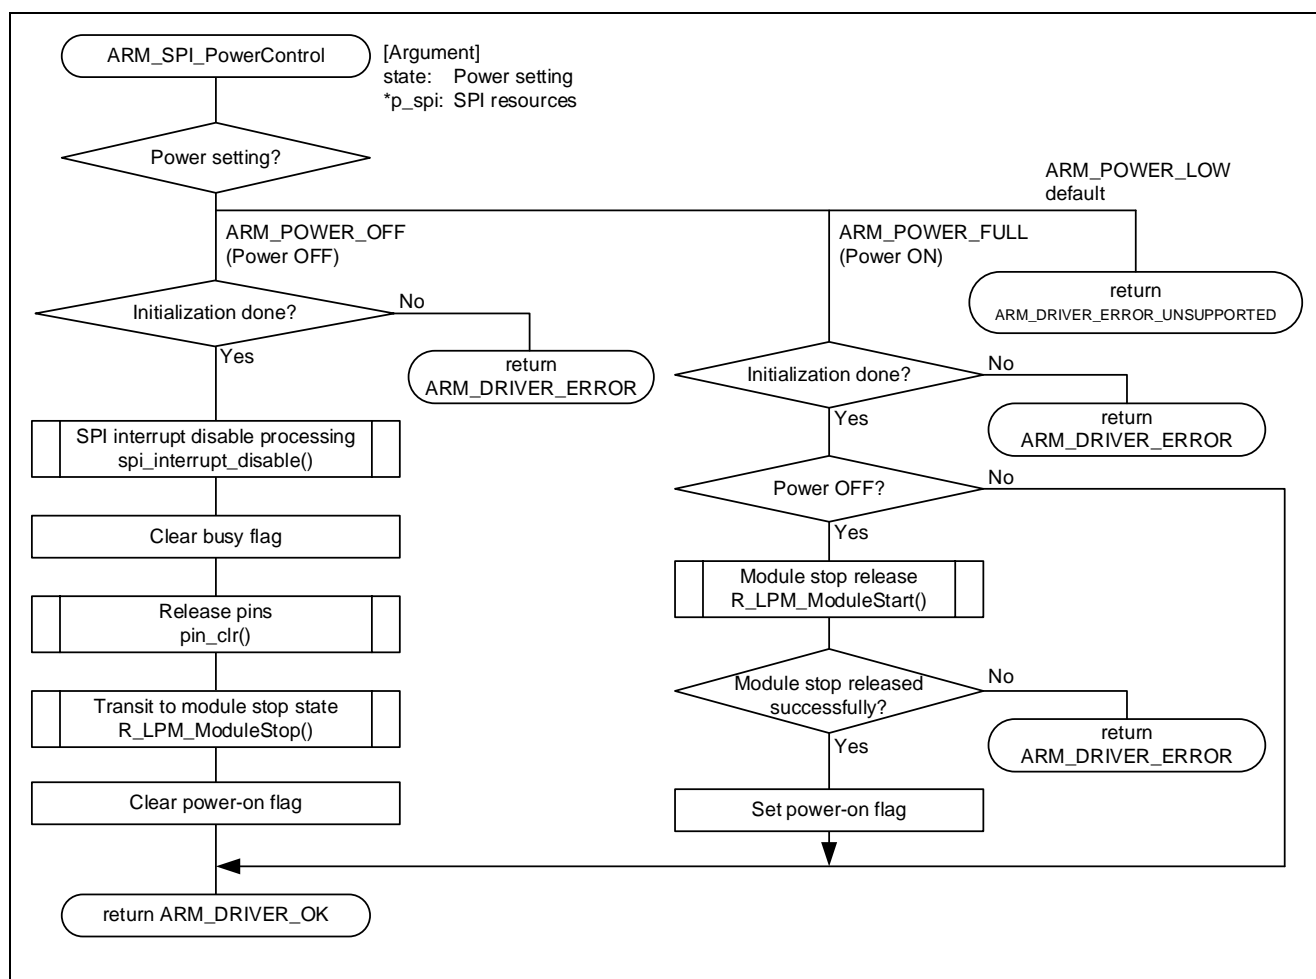 ARM_SPI_PowerControl
[Argument]
state: Power setting
*p_spi: SPI resources
Power setting?
ARM_POWER_LOW
default
ARM_POWER_OFF
(Power OFF)
ARM_POWER_FULL
(Power ON)
return
ARM_DRIVER_ERROR_UNSUPPORTED
Initialization done?
No
Yes
return
ARM_DRIVER_ERROR
SPI interrupt disable processing
spi_interrupt_disable()
Clear busy flag
Release pins
pin_clr()
Transit to module stop state
R_LPM_ModuleStop()
Clear power-on flag
Initialization done?
No
Yes
return
ARM_DRIVER_ERROR
Power OFF?
No
Yes
Module stop release
R_LPM_ModuleStart()
Module stop released
successfully?
No
Yes
return
ARM_DRIVER_ERROR
Set power-on flag
return ARM_DRIVER_OK